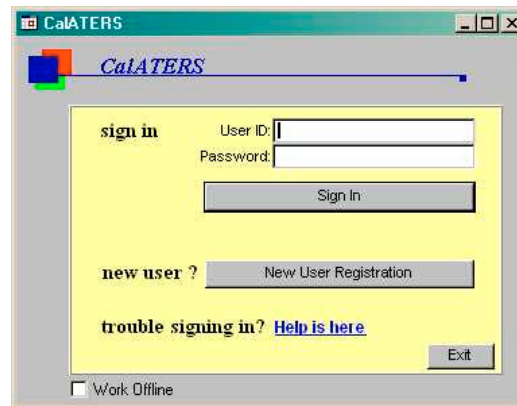 CalATERS
CalATERS
sign in
User ID:
Password:
Sign In
new user ?
New User Registration
trouble signing in? Help is here
Exit
Work Offline